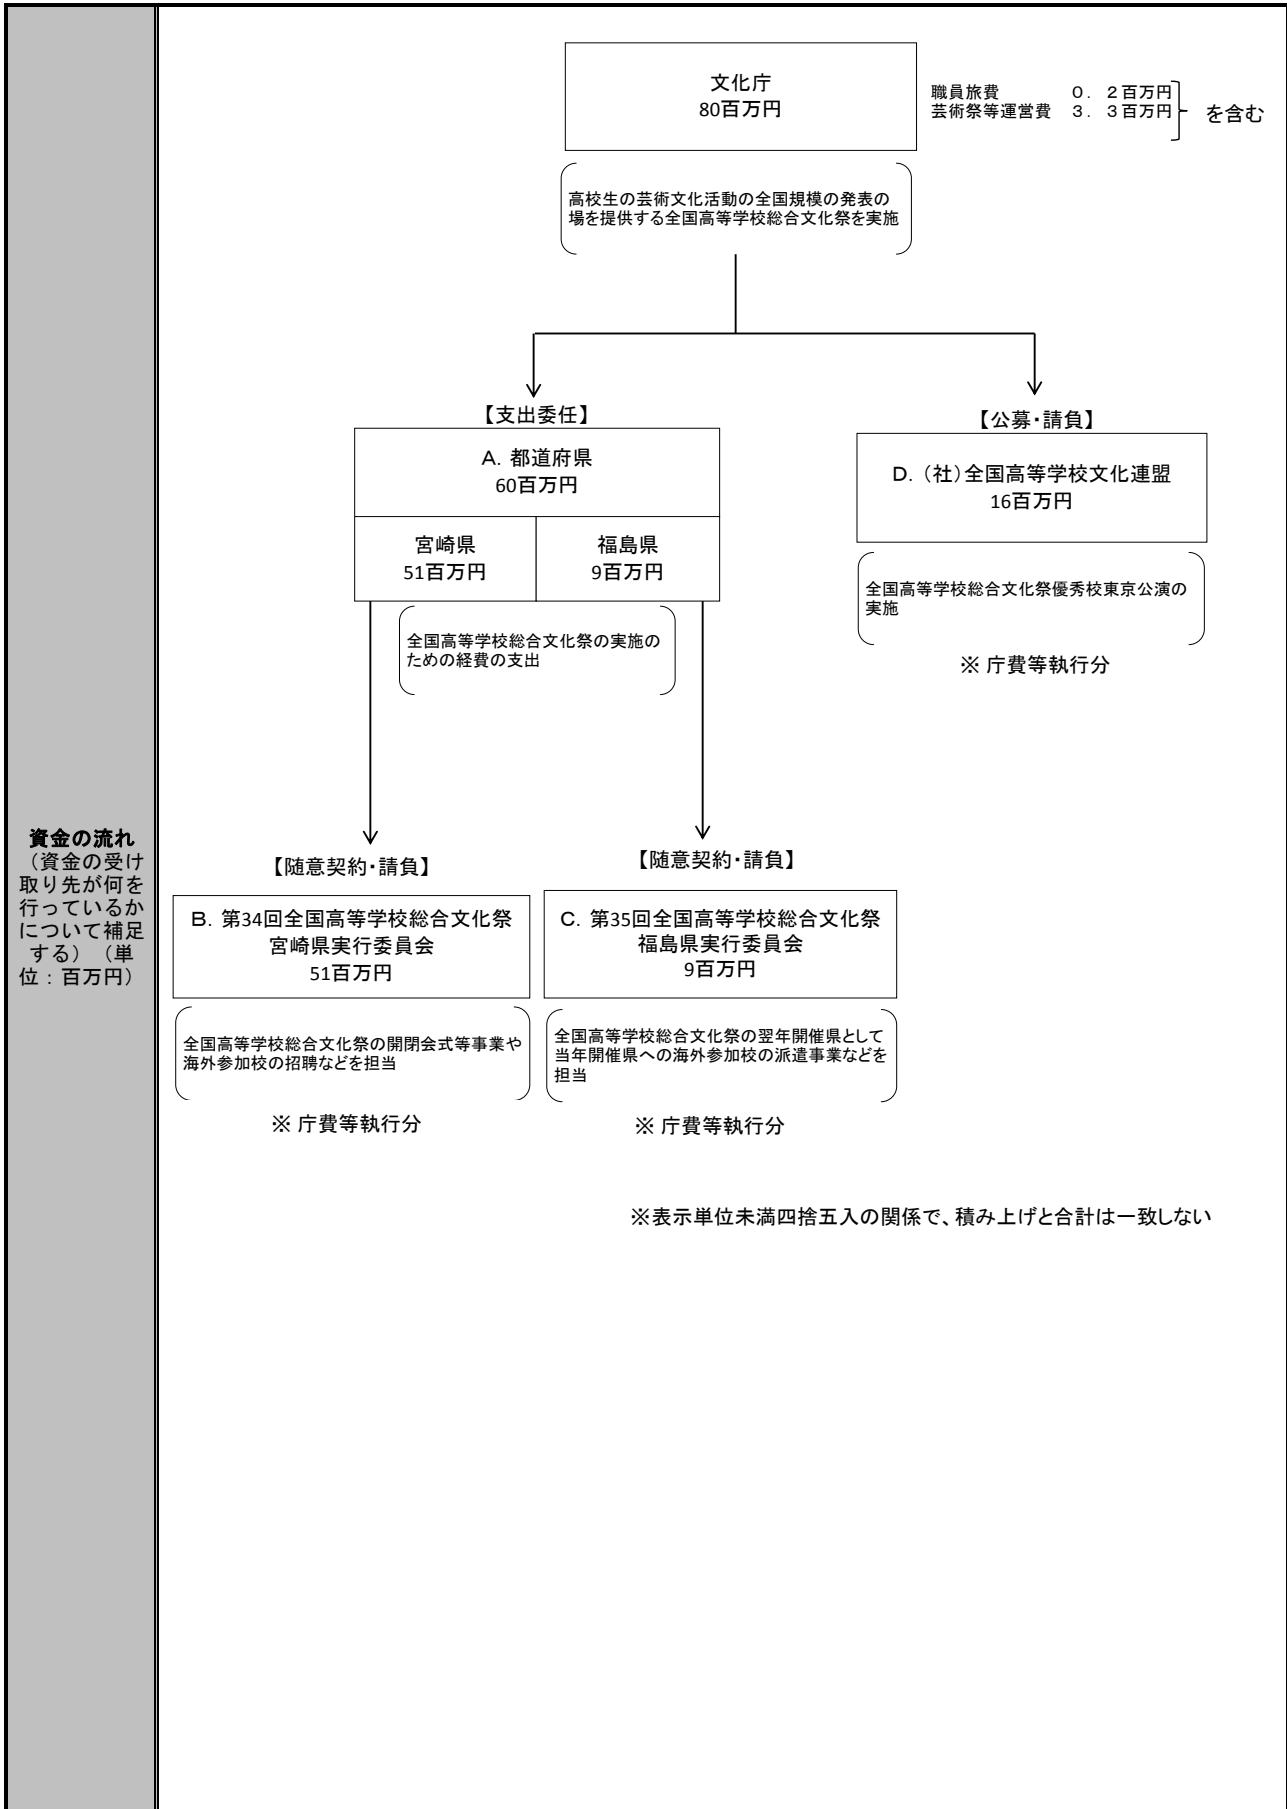 資金の流れ
（資金の受け
取り先が何を
行っているか
について補足
する）（単
位：百万円）
文化庁
80百万円
職員旅費　　　０．２百万円
芸術祭等運営費　３．３百万円
を含む
高校生の芸術文化活動の全国規模の発表の
場を提供する全国高等学校総合文化祭を実施
【支出委任】
A．都道府県
60百万円
宮崎県
51百万円
福島県
9百万円
全国高等学校総合文化祭の実施の
ための経費の支出
【公募・請負】
D．（社）全国高等学校文化連盟
16百万円
全国高等学校総合文化祭優秀校東京公演の
実施
※ 庁費等執行分
【随意契約・請負】
B．第34回全国高等学校総合文化祭
宮崎県実行委員会
51百万円
全国高等学校総合文化祭の開閉会式等事業や
海外参加校の招聘などを担当
※ 庁費等執行分
【随意契約・請負】
C．第35回全国高等学校総合文化祭
福島県実行委員会
9百万円
全国高等学校総合文化祭の翌年開催県として
当年開催県への海外参加校の派遣事業などを
担当
※ 庁費等執行分
※表示単位未満四捨五入の関係で、積み上げと合計は一致しない